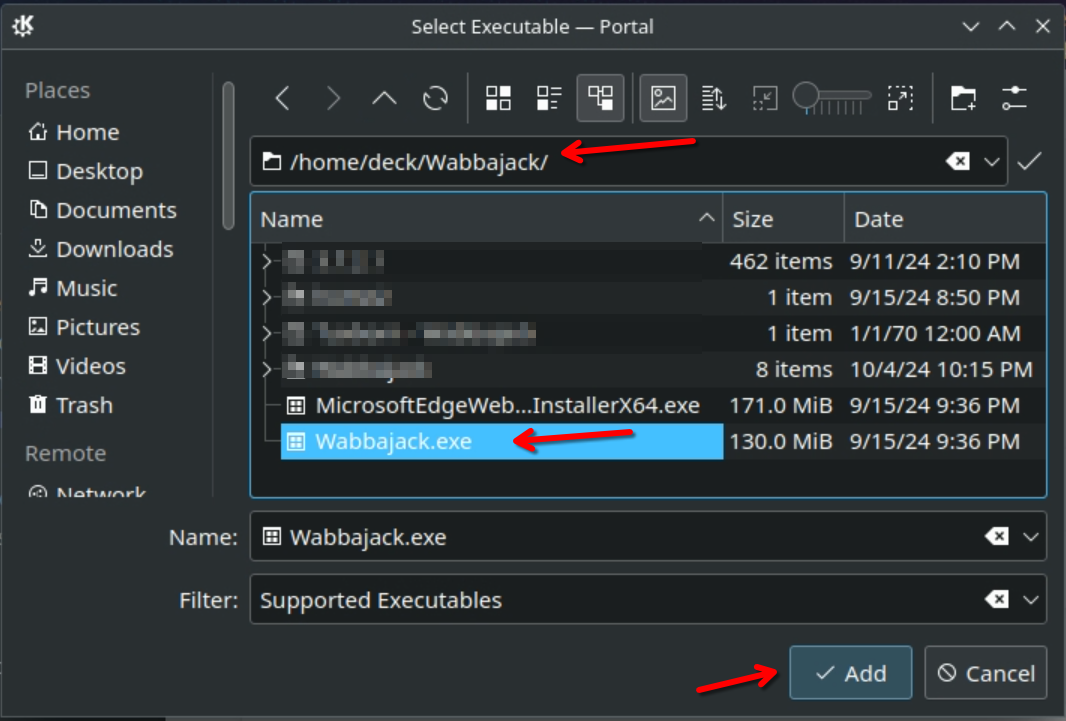 Select Executable — Portal
Places
Home
Desktop
Documents
Downloads
Music
Pictures
Videos
Trash
Remote
Network
/home/deck/Wabbajack/
Name Size Date
462 items 9/11/24 2:10 PM
1 item 9/15/24 8:50 PM
1 item 1/1/70 12:00 AM
8 items 10/4/24 10:15 PM
MicrosoftEdgeWeb...InstallerX64.exe 171.0 MiB 9/15/24 9:36 PM
Wabbajack.exe 130.0 MiB 9/15/24 9:36 PM
Name: Wabbajack.exe
Filter: Supported Executables
Add Cancel